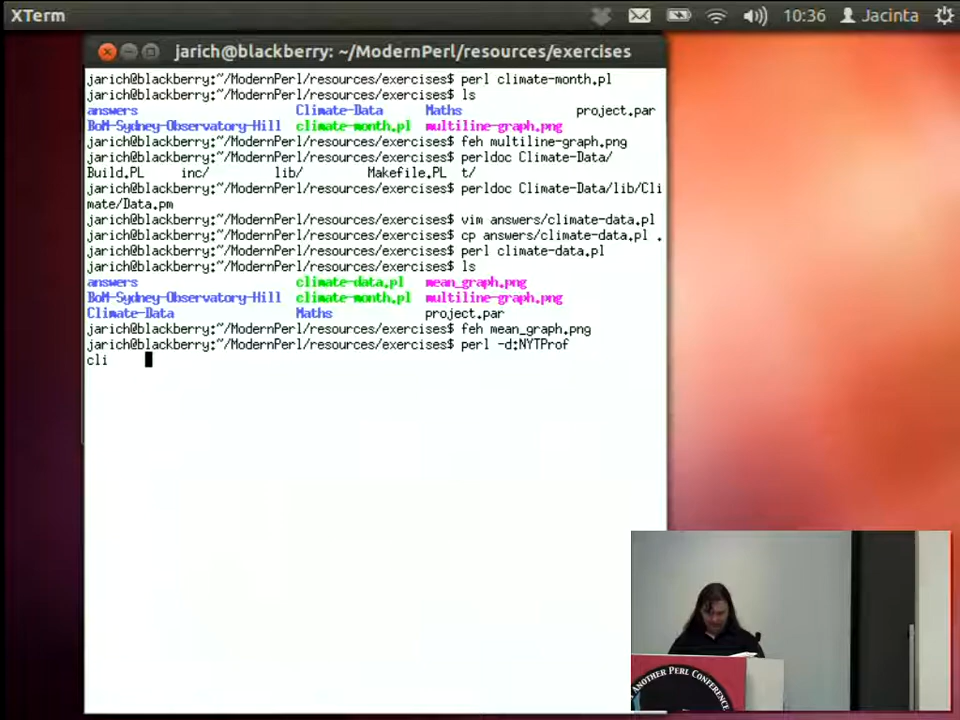 XTerm 10:36 Jacinta
jarich@blackberry: ~/ModernPerl/resources/exercises
jarich@blackberry:~/ModernPerl/resources/exercises$ perl climate-month.pl
jarich@blackberry:~/ModernPerl/resources/exercises$ ls
answers Climate-Data Maths project.par
BoM-Sydney-Observatory-Hill climate-month.pl multiline-graph.png
jarich@blackberry:~/ModernPerl/resources/exercises$ feh multiline-graph.png
jarich@blackberry:~/ModernPerl/resources/exercises$ perldoc Climate-Data/
Build.PL inc/ lib/ Makefile.PL t/
jarich@blackberry:~/ModernPerl/resources/exercises$ perldoc Climate-Data/lib/Cli
mate/Data.pm
jarich@blackberry:~/ModernPerl/resources/exercises$ vim answers/climate-data.pl
jarich@blackberry:~/ModernPerl/resources/exercises$ cp answers/climate-data.pl .
jarich@blackberry:~/ModernPerl/resources/exercises$ perl climate-data.pl
jarich@blackberry:~/ModernPerl/resources/exercises$ ls
answers climate-data.pl mean_graph.png
BoM-Sydney-Observatory-Hill climate-month.pl multiline-graph.png
Climate-Data Maths project.par
jarich@blackberry:~/ModernPerl/resources/exercises$ feh mean_graph.png
jarich@blackberry:~/ModernPerl/resources/exercises$ perl -d:NYTProf
cli
ANOTHER PERL CONFERENCE